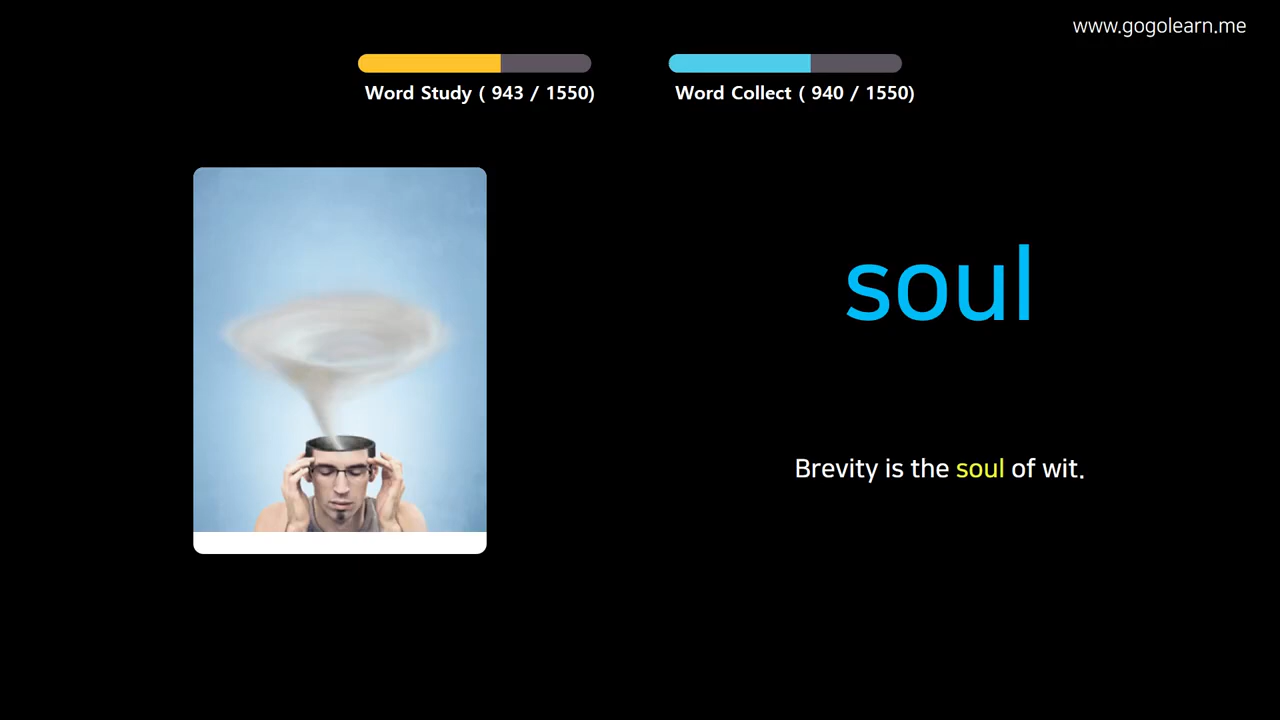 www.gogolearn.me
Word Study ( 943 / 1550)
Word Collect ( 940 / 1550)
soul
Brevity is the soul of wit.